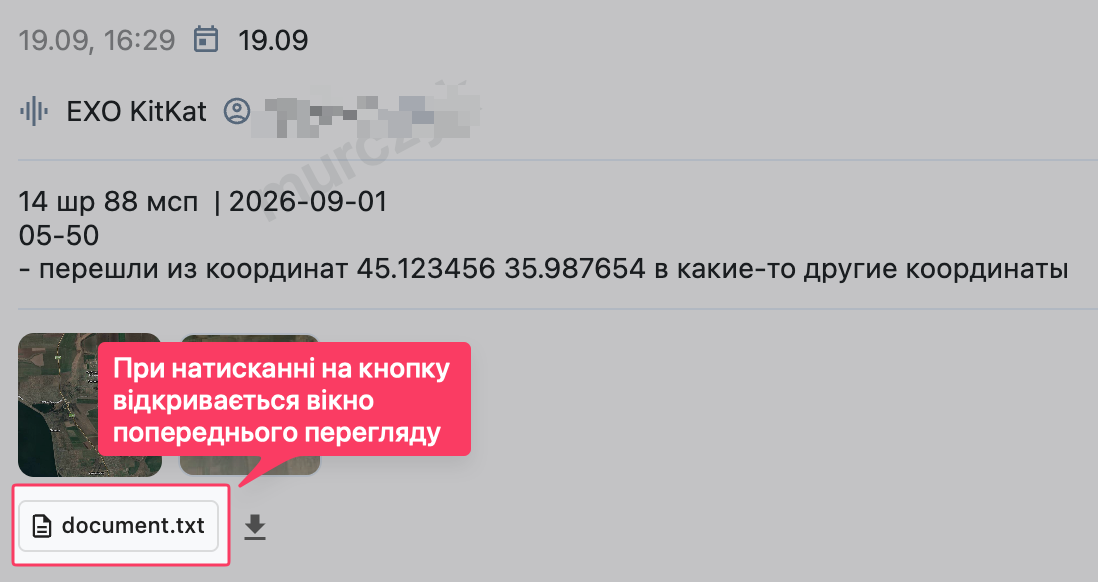 19.09, 16:29 19.09
EXO KitKat
14 шр 88 мсп | 2026-09-01
05-50
- перешли из координат 45.123456 35.987654 в какие-то другие координаты
При натисканні на кнопку
відкривається вікно
попереднього перегляду
document.txt